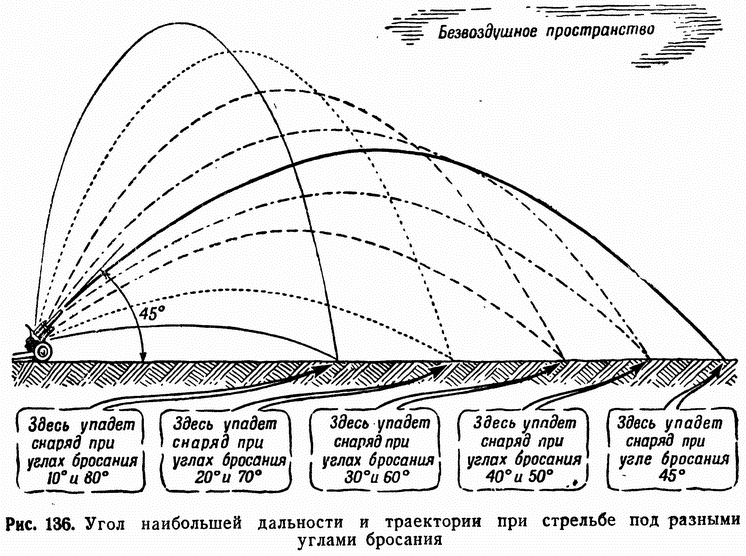 Безвоздушное пространство
45°
Здесь упадет
снаряд при
углах бросания
10° и 80°
Здесь упадет
снаряд при
углах бросания
20° и 70°
Здесь упадет
снаряд при
углах бросания
30° и 60°
Здесь упадет
снаряд при
углах бросания
40° и 50°
Здесь упадет
снаряд при
угле бросания
45°
Рис. 136. Угол наибольшей дальности и траектории при стрельбе под разными
углами бросания